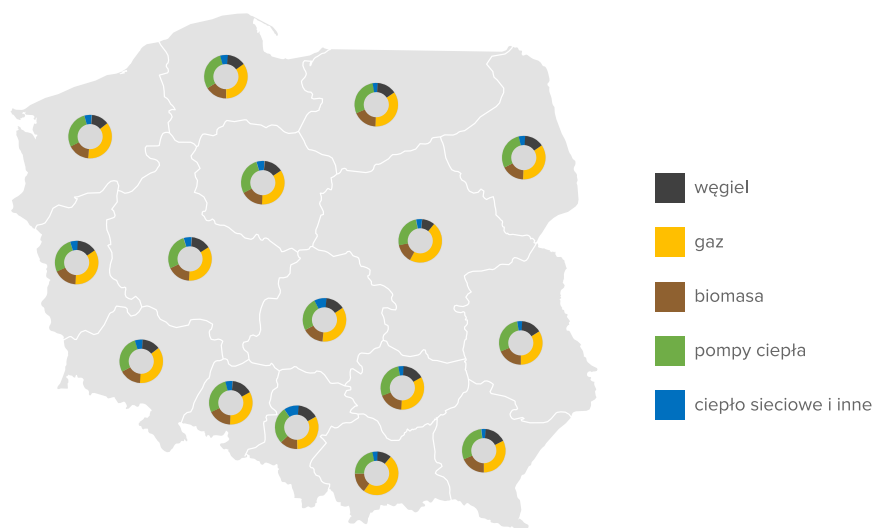 węgiel
gaz
biomasa
pompy ciepła
ciepło sieciowe i inne